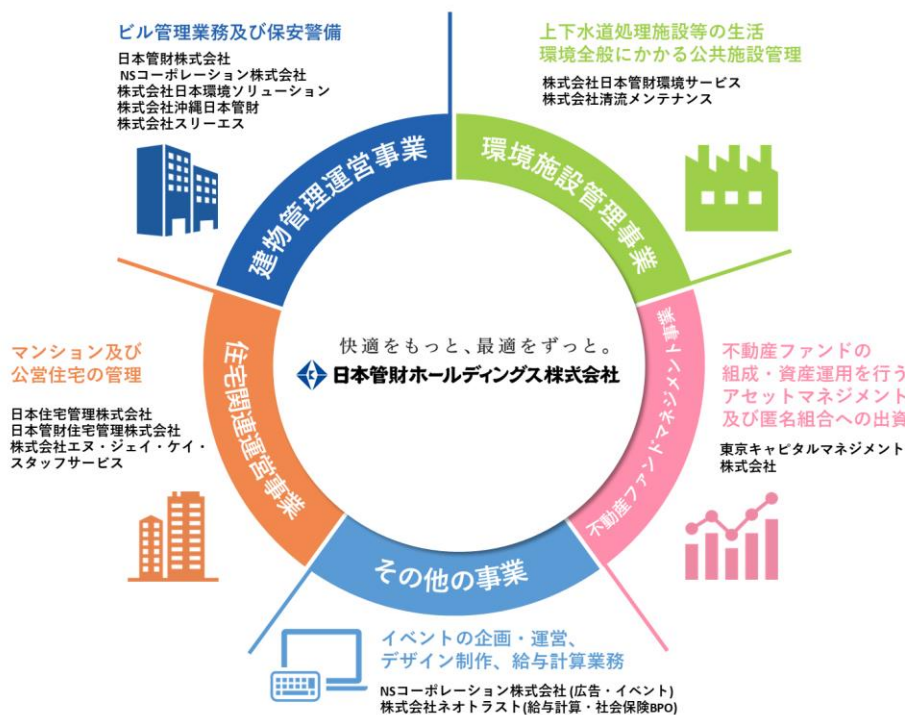 ビル管理業務及び保安警備
日本管財株式会社
NSコーポレーション株式会社
株式会社日本環境ソリューション
株式会社沖縄日本管財
株式会社スリーエス
上下水道処理施設等の生活
環境全般にかかる公共施設管理
株式会社日本管財環境サービス
株式会社清流メンテナンス
建物管理運営事業
環境施設管理事業
快適をもっと、最適をずっと。
日本管財ホールディングス株式会社
マンション及び
公営住宅の管理
日本住宅管理株式会社
日本管財住宅管理株式会社
株式会社エヌ・ジェイ・ケイ・
スタッフサービス
住宅関連運営事業
不動産ファンドマネジメント事業
不動産ファンドの
組成・資産運用を行う
アセットマネジメント
及び匿名組合への出資
東京キャピタルマネジメント
株式会社
その他の事業
イベントの企画・運営、
デザイン制作、給与計算業務
NSコーポレーション株式会社(広告・イベント)
株式会社ネオトラスト(給与計算・社会保険BPO)